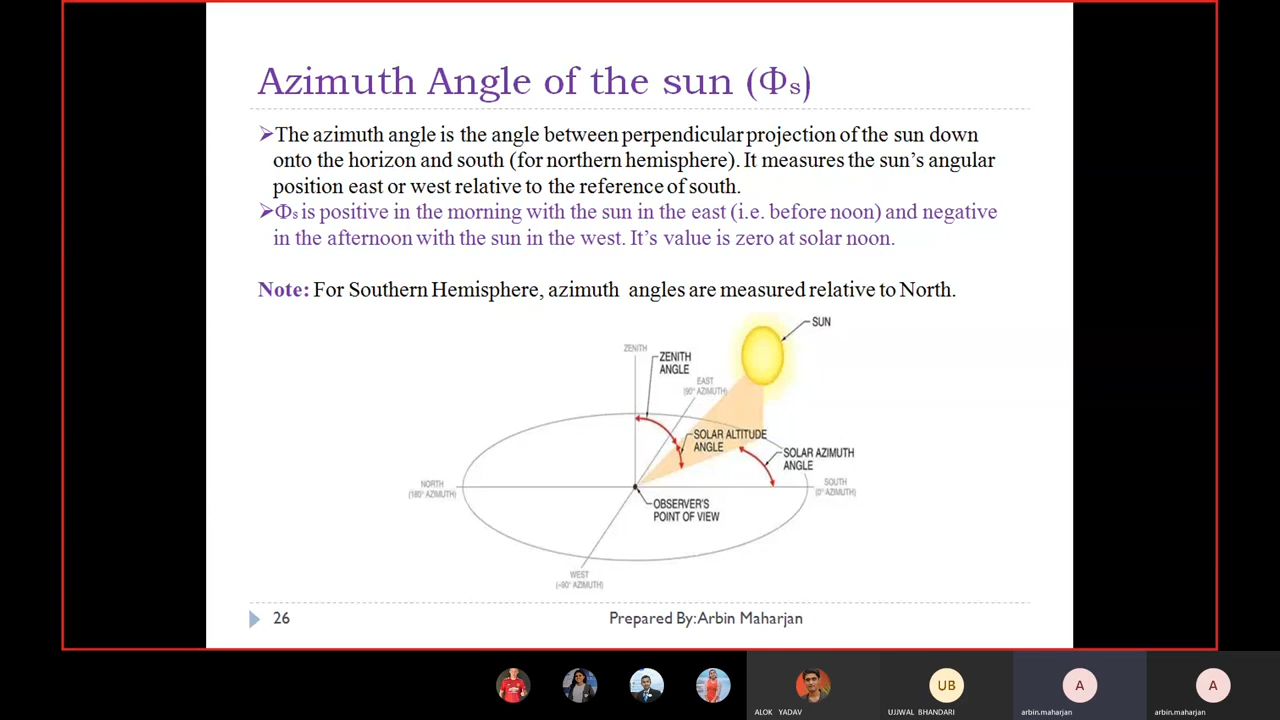 Azimuth Angle of the sun (Φs)
➢The azimuth angle is the angle between perpendicular projection of the sun down
onto the horizon and south (for northern hemisphere). It measures the sun's angular
position east or west relative to the reference of south.
➢Φs is positive in the morning with the sun in the east (i.e. before noon) and negative
in the afternoon with the sun in the west. It's value is zero at solar noon.
Note: For Southern Hemisphere, azimuth angles are measured relative to North.
SUN
ZENITH
ZENITH
ANGLE
EAST
(90° AZIMUTH)
SOLAR ALTITUDE
ANGLE
SOLAR AZIMUTH
ANGLE
NORTH
(180° AZIMUTH)
SOUTH
(0° AZIMUTH)
OBSERVER'S
POINT OF VIEW
WEST
(-90° AZIMUTH)
26
Prepared By:Arbin Maharjan
UB
A
A
ALOK YADAV
UJJWAL BHANDARI
arbin.maharjan
arbin.maharjan